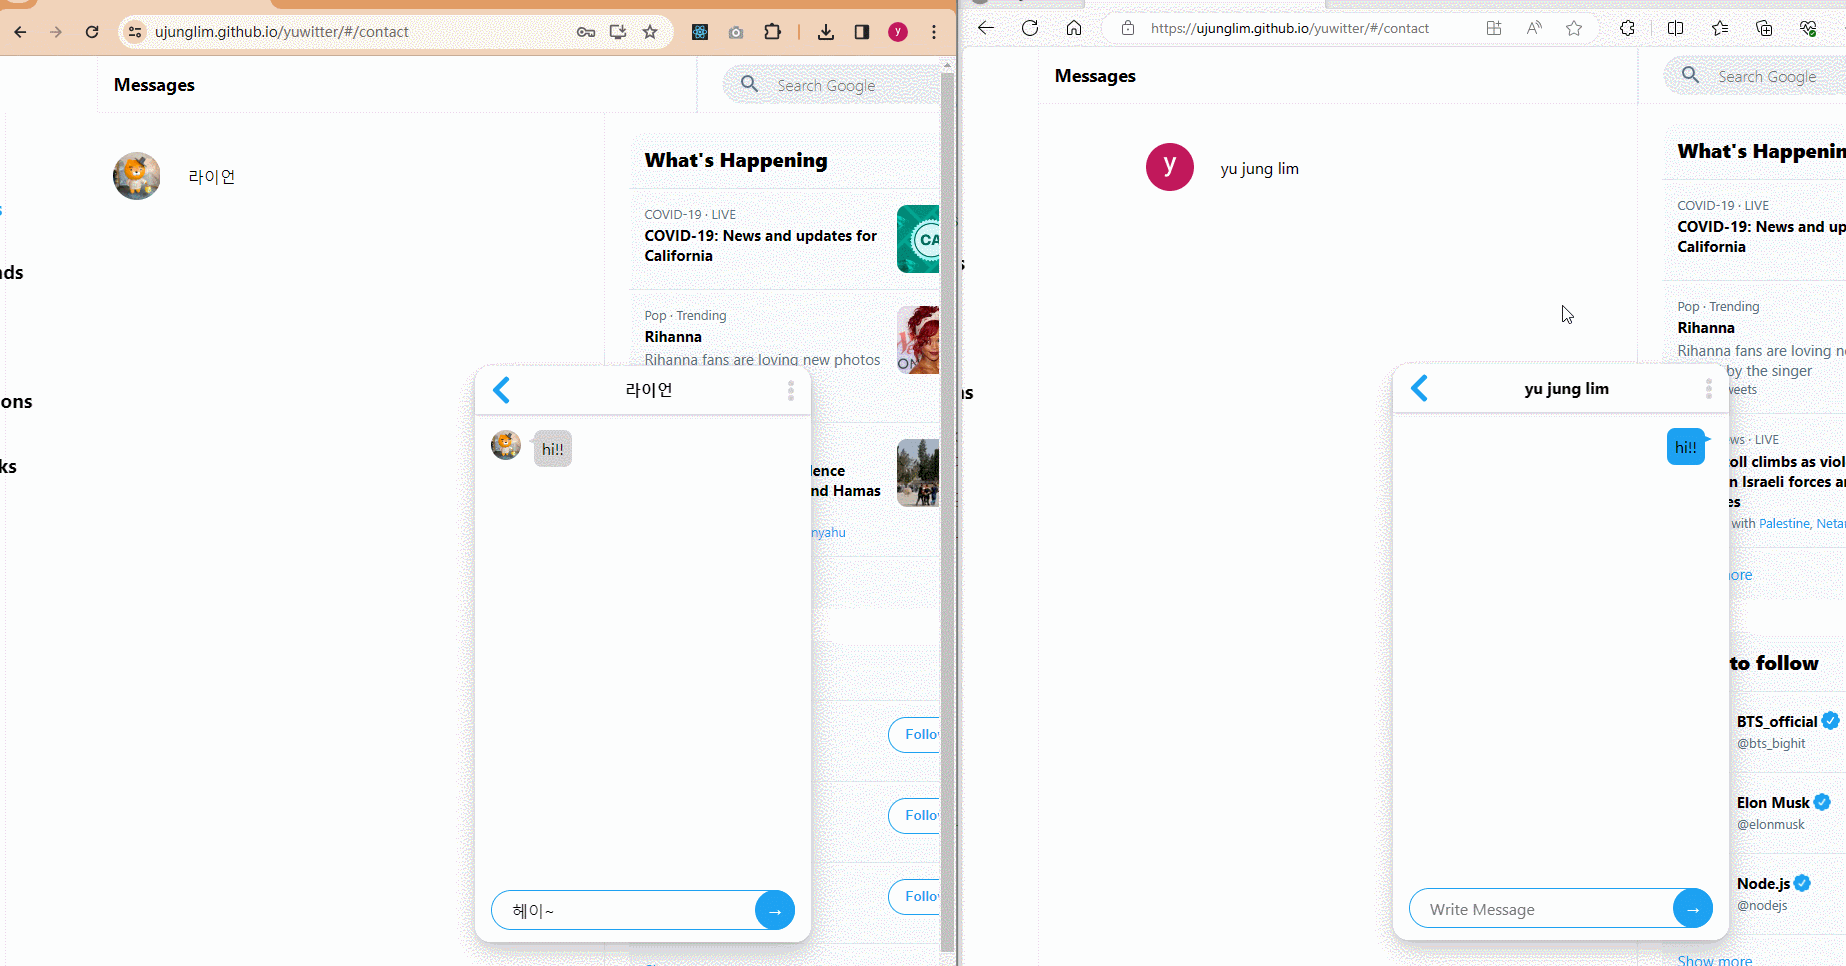 ujunglim.github.io/yuwitter/#/contact
y
Messages
Search Google
라이언
What's Happening
COVID-19 · LIVE
COVID-19: News and updates for
California
CA
ads
Pop · Trending
Rihanna
Rihanna fans are loving new photos
ons
ks
lence
nd Hamas
nyahu
라이언
hi!!
헤이~
→
Follo
Follo
Follo
https://ujunglim.github.io/yuwitter/#/contact
Messages
Search Google
y
yu jung lim
What's Happenin
COVID-19 · LIVE
COVID-19: News and up
California
s
Pop · Trending
Rihanna
Rihanna fans are loving n
by the singer
weets
ns
ws · LIVE
oll climbs as viol
n Israeli forces a
es
with Palestine, Neta
ore
yu jung lim
hi!!
Write Message
→
to follow
BTS_official
@bts_bighit
Elon Musk
@elonmusk
Node.js
@nodejs
Show more